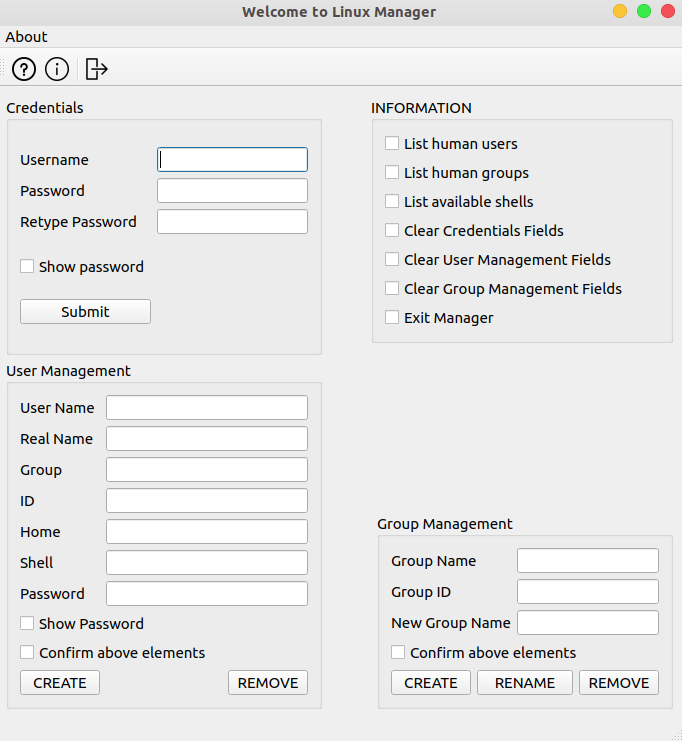 Welcome to Linux Manager
About
Credentials
Username
Password
Retype Password
Show password
Submit
INFORMATION
List human users
List human groups
List available shells
Clear Credentials Fields
Clear User Management Fields
Clear Group Management Fields
Exit Manager
User Management
User Name
Real Name
Group
ID
Home
Shell
Password
Show Password
Confirm above elements
CREATE REMOVE
Group Management
Group Name
Group ID
New Group Name
Confirm above elements
CREATE RENAME REMOVE